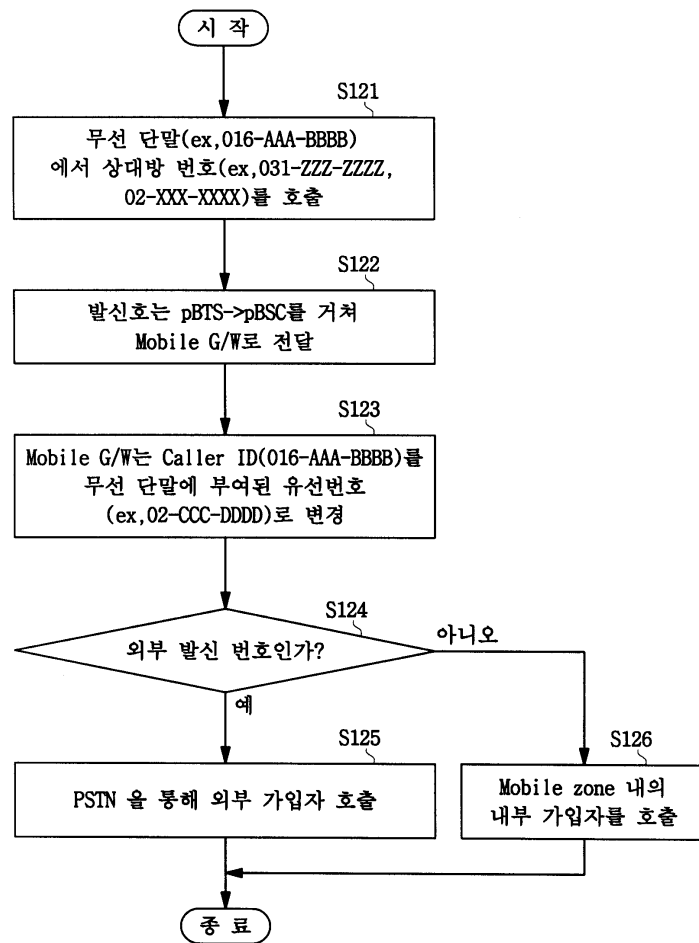 시 작
S121
무선 단말(ex,016-AAA-BBBB)
에서 상대방 번호(ex,031-ZZZ-ZZZZ,
02-XXX-XXXX)를 호출
S122
발신호는 pBTS->pBSC를 거쳐
Mobile G/W로 전달
S123
Mobile G/W는 Caller ID(016-AAA-BBBB)를
무선 단말에 부여된 유선번호
(ex,02-CCC-DDDD)로 변경
S124
외부 발신 번호인가?
아니오
예
S125
PSTN 을 통해 외부 가입자 호출
S126
Mobile zone 내의
내부 가입자를 호출
종 료